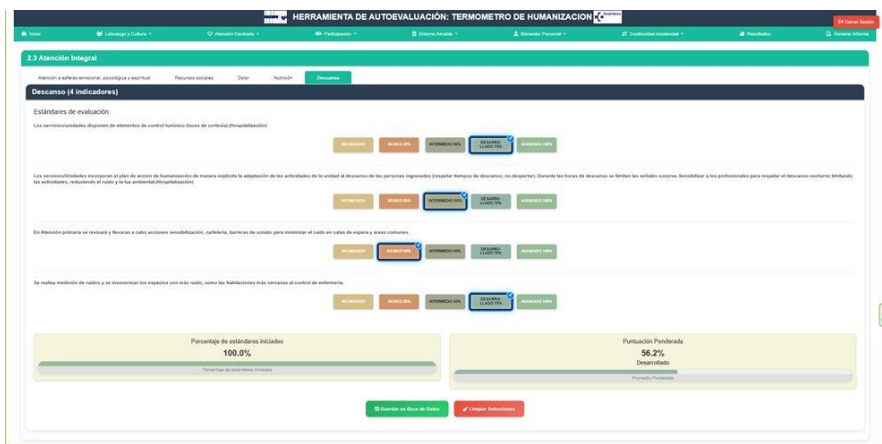 HERRAMIENTA DE AUTOEVALUACIÓN: TERMOMETRO DE HUMANIZACION
Cerrar Sesión
Inicio
Liderazgo y Cultura
Atención Centrada
Participación
Entorno Amable
Bienestar Personal
Continuidad Asistencial
Resultados
Generar Informe
2.3 Atención Integral
Atención a esferas emocional, psicológica y espiritual
Recursos sociales
Dolor
Nutrición
Descanso
Descanso (4 indicadores)
Estándares de evaluación:
Los servicios/unidades disponen de elementos de control lumínico (luces de cortesía).(Hospitalización)
NO INICIADO
BÁSICO 25%
INTERMEDIO 50%
DESARRO-
LLADO 75%
AVANZADO 100%
Los servicios/Unidades incorporan al plan de accion de humanización de manera explicita la adaptación de las actividades de la unidad al descanso de las personas ingresadas (respetar tiempos de descanso; no despertar). Durante las horas de descanso se limitan las señales sonoras. Sensibilizar a los profesionales para respetar el descanso nocturno limitando
las actividades, reduciendo el ruido y la luz ambiental.(Hospitalización)
NO INICIADO
BÁSICO 25%
INTERMEDIO 50%
DESARRO-
LLADO 75%
AVANZADO 100%
En Atención primaria se revisará y llevaran a cabo acciones sensibilización, cartelería, barreras de sonido para minimizar el ruido en salas de espera y areas comunes.
NO INICIADO
BÁSICO 25%
INTERMEDIO 50%
DESARRO-
LLADO 75%
AVANZADO 100%
Se realiza medición de ruidos y se insonorizan los espacios con más ruido, como las habitaciones más cercanas al control de enfermería.
NO INICIADO
BÁSICO 25%
INTERMEDIO 50%
DESARRO-
LLADO 75%
AVANZADO 100%
Porcentaje de estándares iniciados
100.0%
Porcentaje de estándares iniciados
Puntuación Ponderada
56.2%
Desarrollado
Promedio Ponderado
Guardar en Base de Datos
Limpiar Selecciones